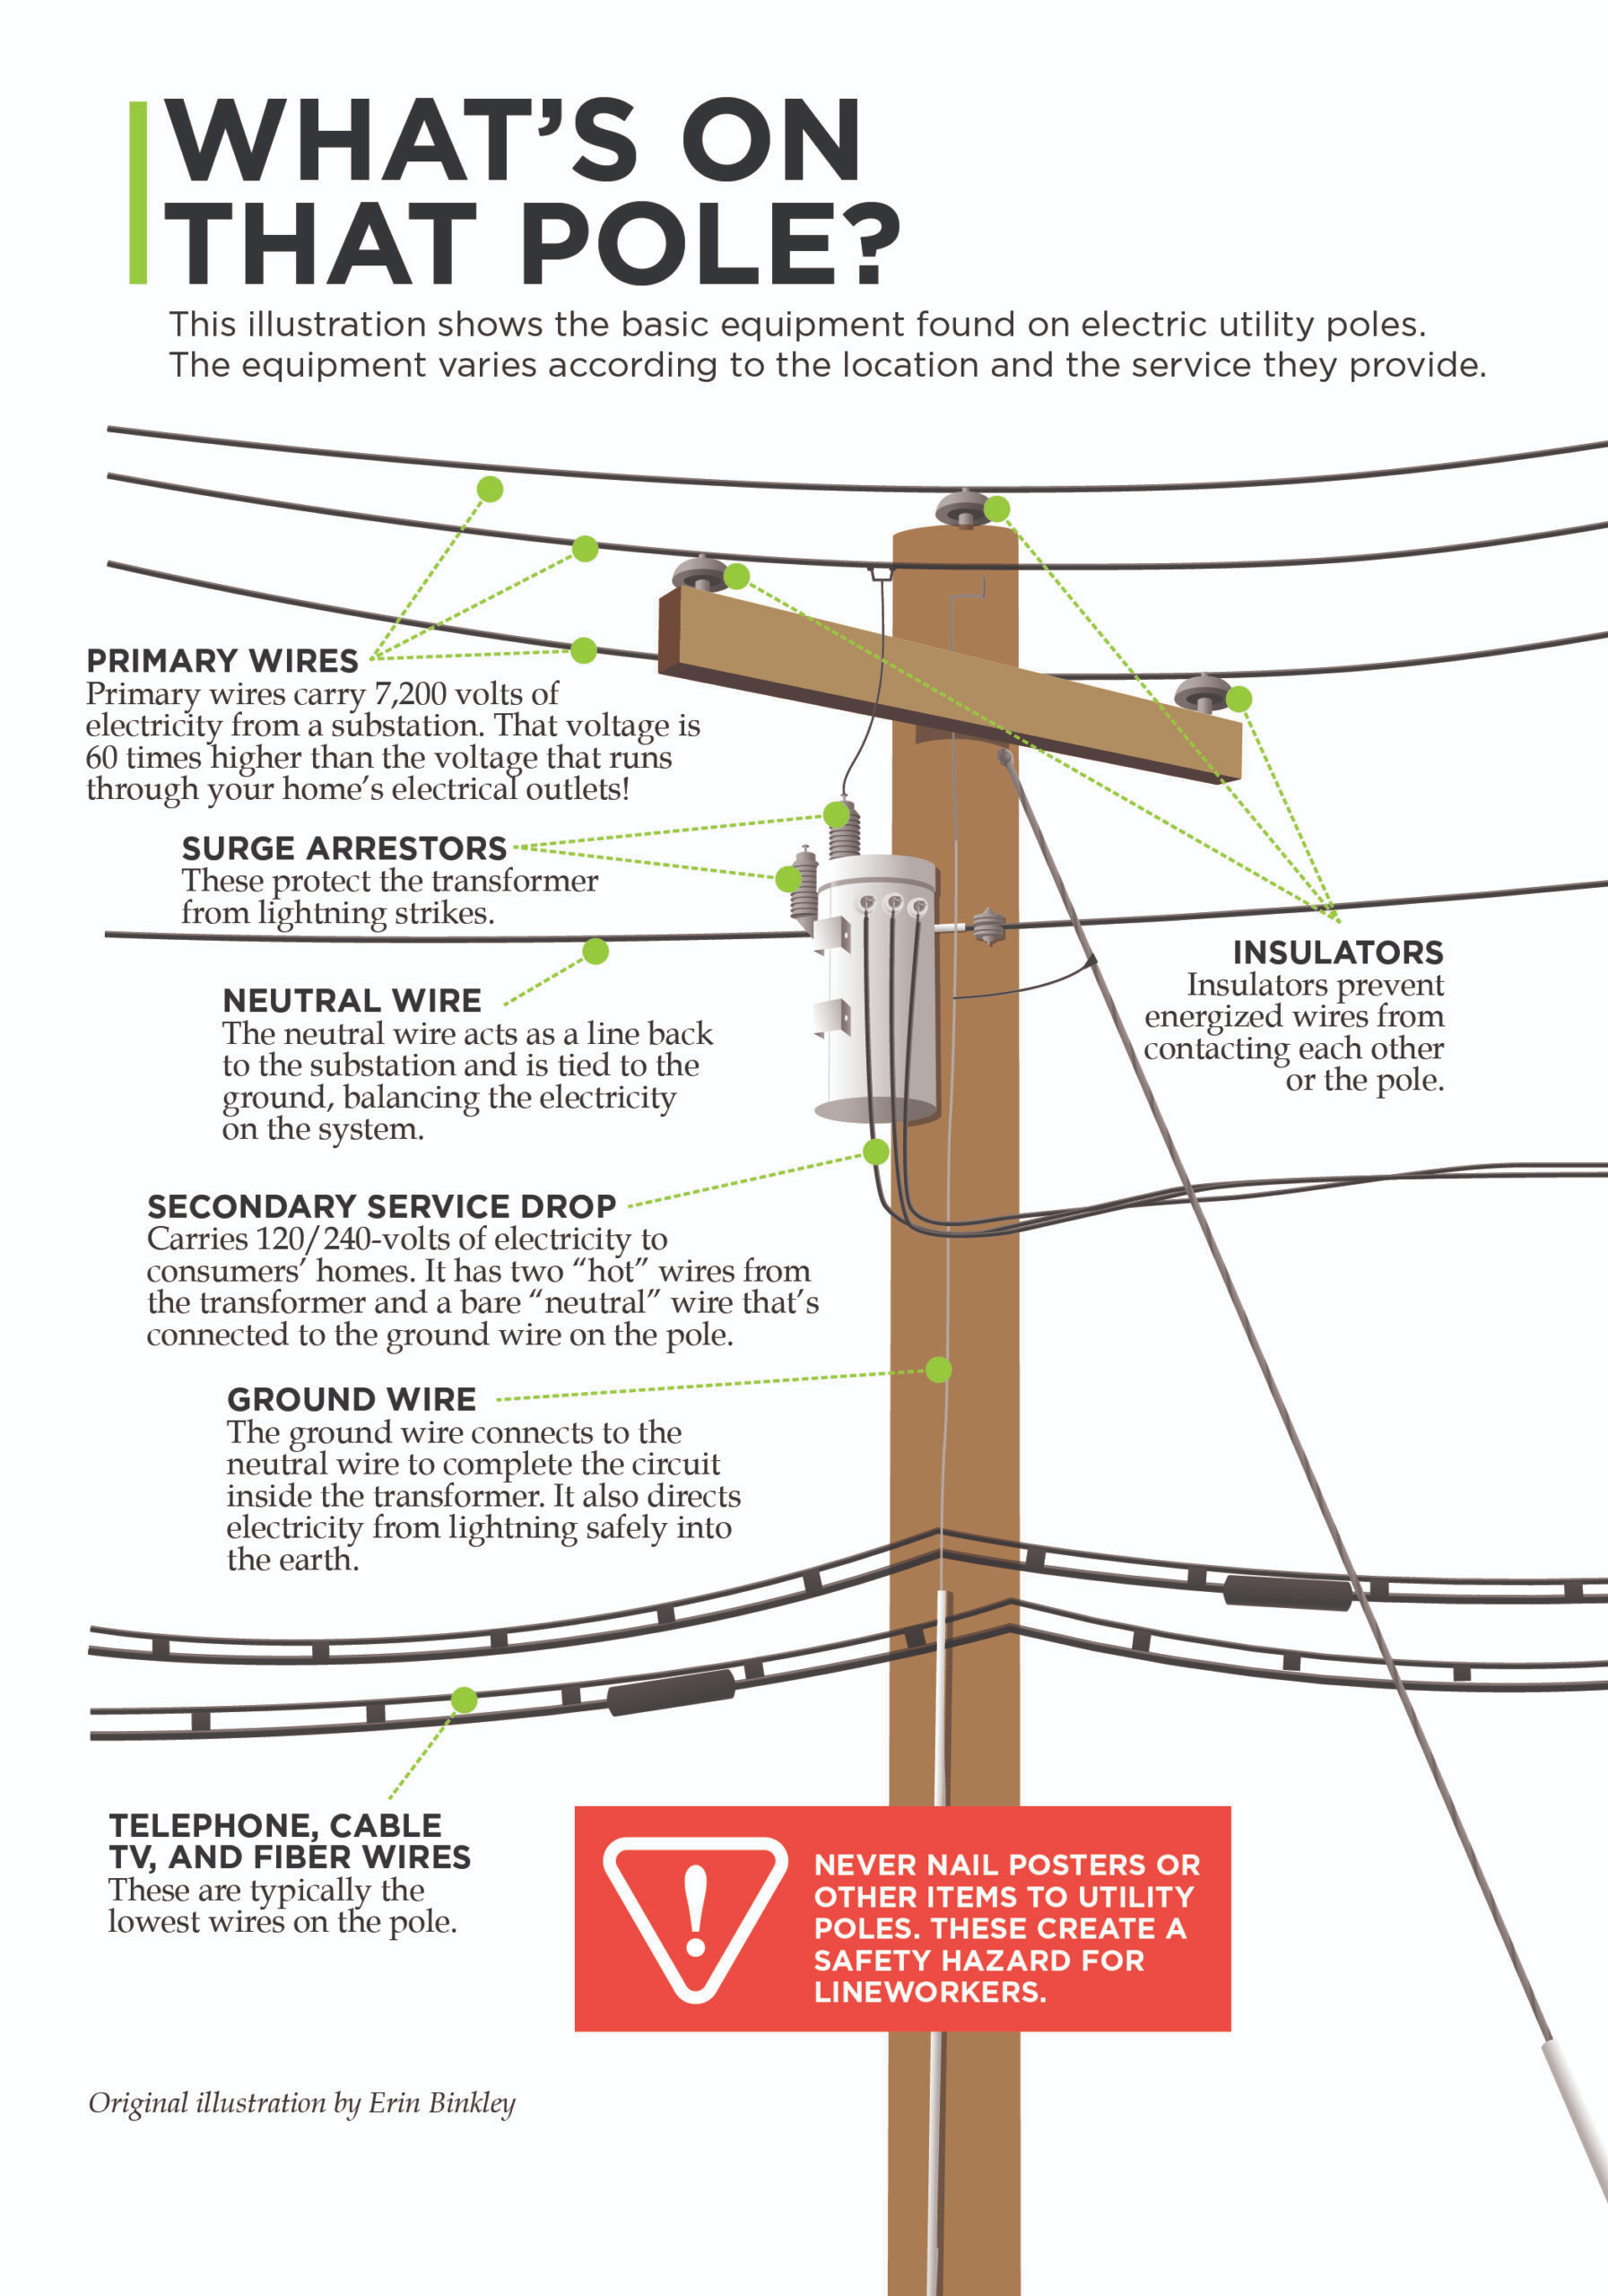 WHAT'S ON
THAT POLE?
This illustration shows the basic equipment found on electric utility poles.
The equipment varies according to the location and the service they provide.
PRIMARY WIRES
Primary wires carry 7,200 volts of
electricity from a substation. That voltage is
60 times higher than the voltage that runs
through your home's electrical outlets!
SURGE ARRESTORS
These protect the transformer
from lightning strikes.
NEUTRAL WIRE
The neutral wire acts as a line back
to the substation and is tied to the
ground, balancing the electricity
on the system.
INSULATORS
Insulators prevent
energized wires from
contacting each other
or the pole.
SECONDARY SERVICE DROP
Carries 120/240-volts of electricity to
consumers' homes. It has two "hot" wires from
the transformer and a bare "neutral" wire that's
connected to the ground wire on the pole.
GROUND WIRE
The ground wire connects to the
neutral wire to complete the circuit
inside the transformer. It also directs
electricity from lightning safely into
the earth.
TELEPHONE, CABLE
TV, AND FIBER WIRES
These are typically the
lowest wires on the pole.
!
NEVER NAIL POSTERS OR
OTHER ITEMS TO UTILITY
POLES. THESE CREATE A
SAFETY HAZARD FOR
LINEWORKERS.
Original illustration by Erin Binkley